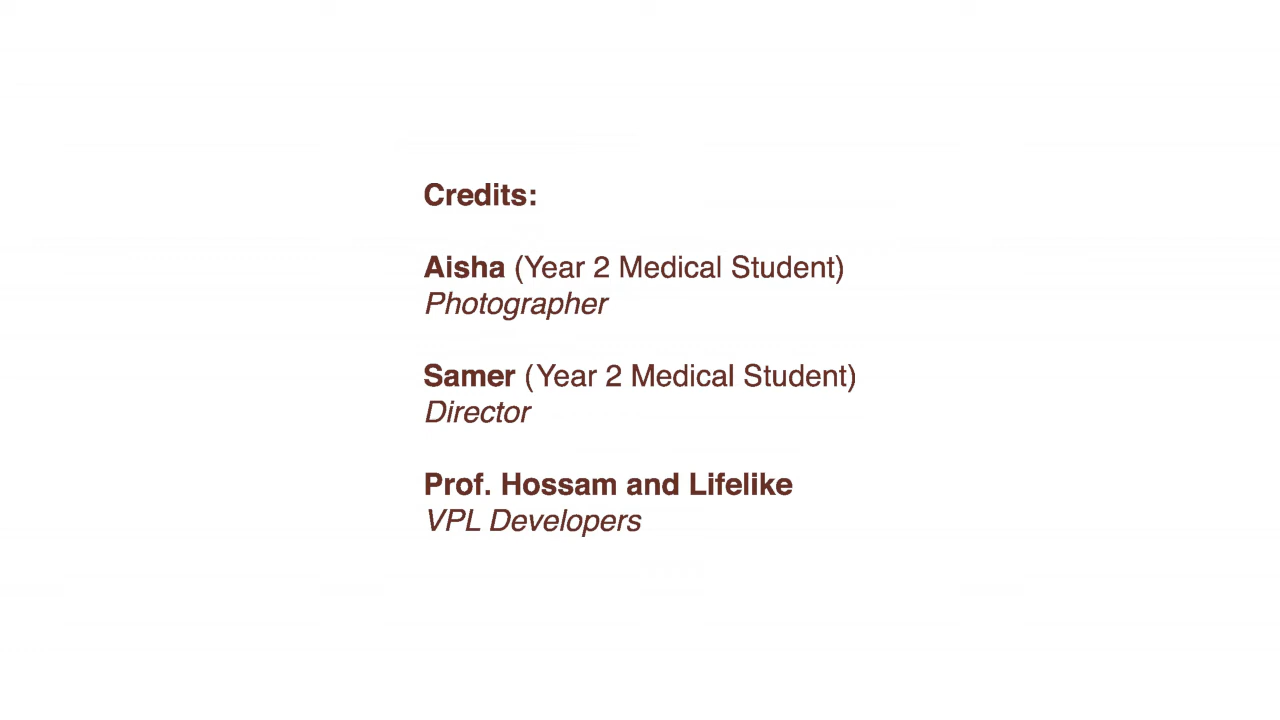 Credits:
Aisha (Year 2 Medical Student)
Photographer
Samer (Year 2 Medical Student)
Director
Prof. Hossam and Lifelike
VPL Developers